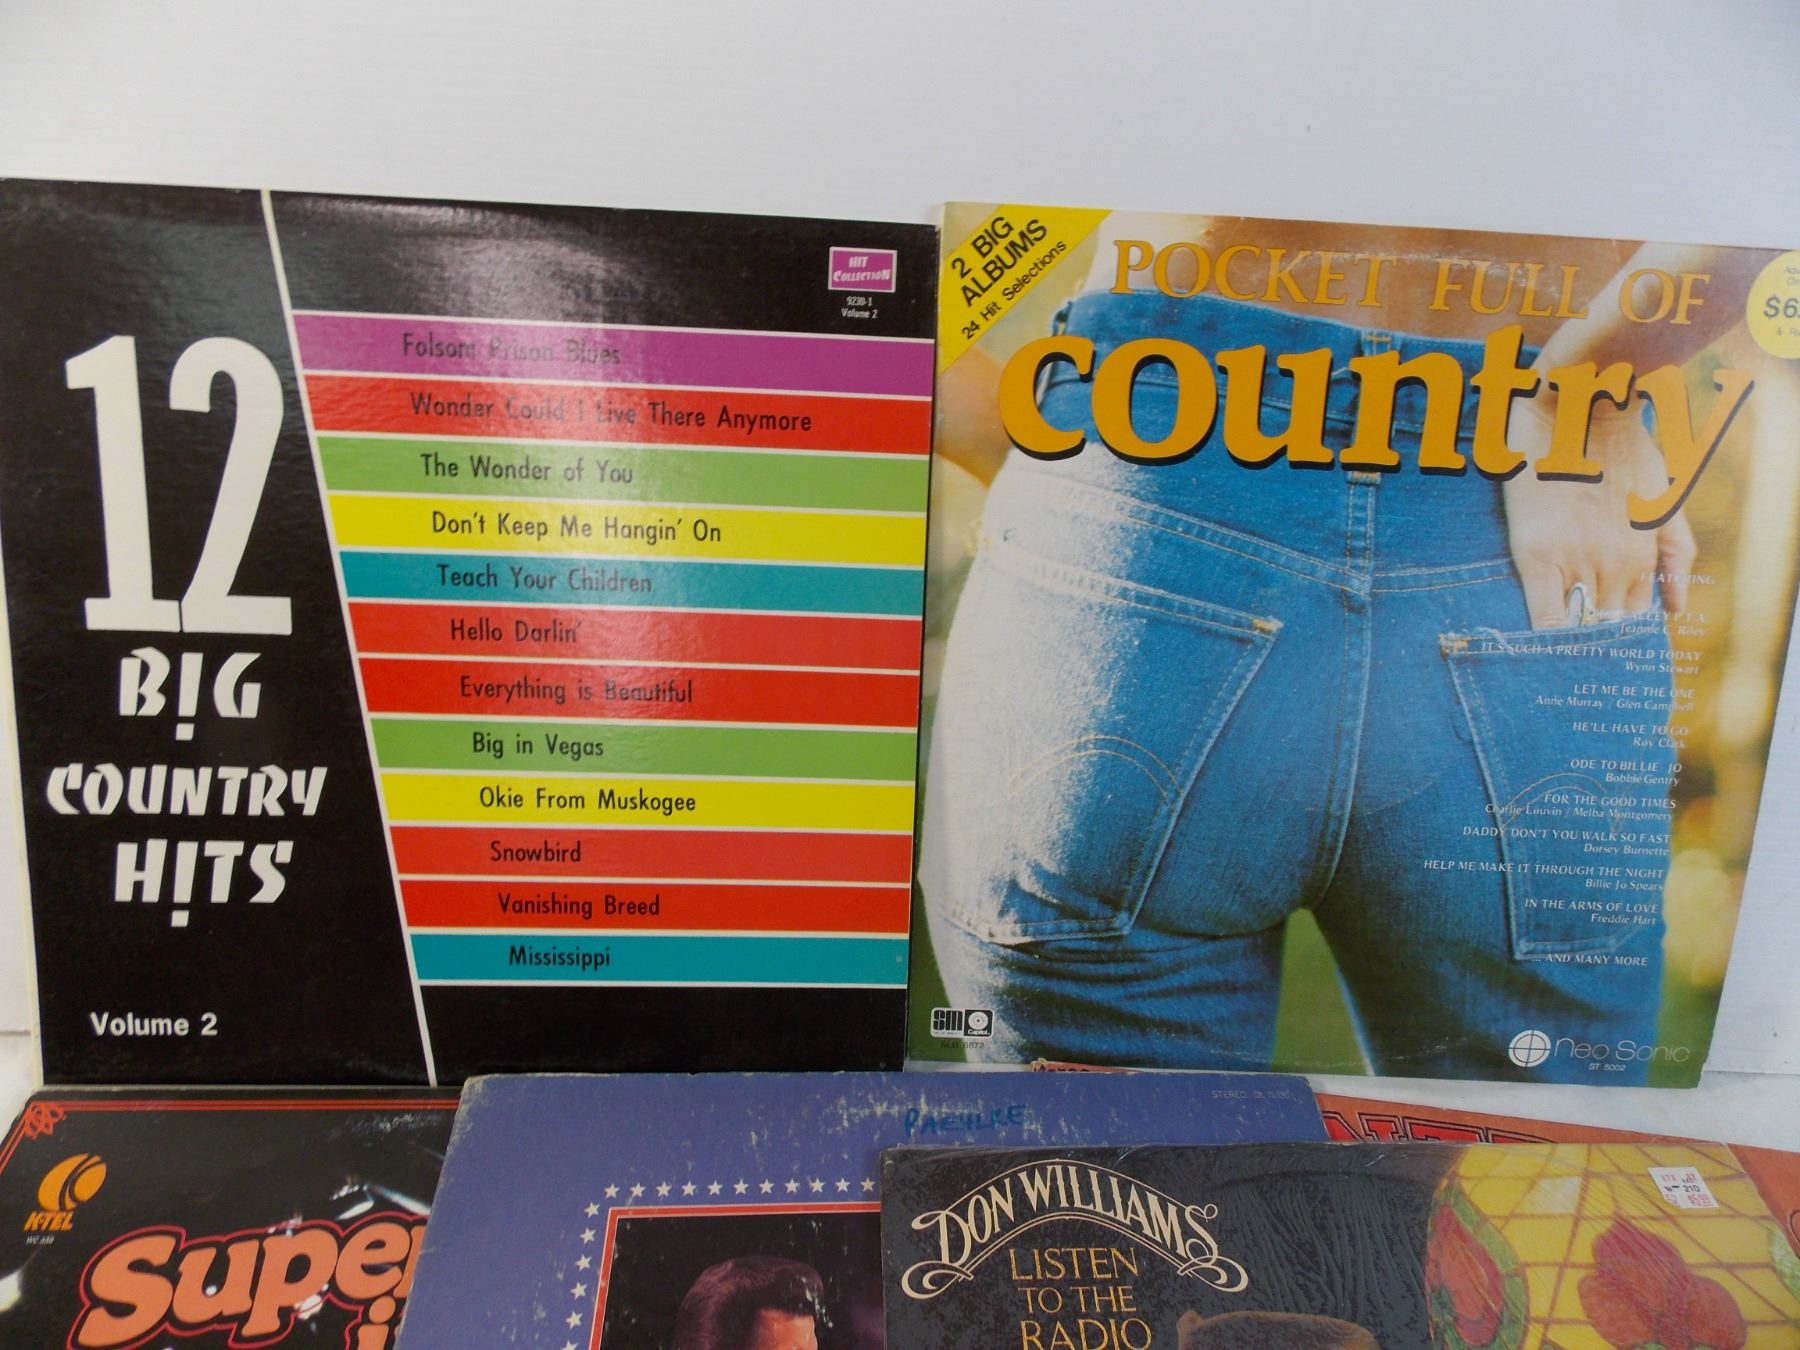 12
BIG
COUNTRY
HITS
Volume 2
HIT
COLLECTION
9230-1
Volume 2
Folsom Prison Blues
Wonder Could I Live There Anymore
The Wonder of You
Don't Keep Me Hangin' On
Teach Your Children
Hello Darlin'
Everything is Beautiful
Big in Vegas
Okie From Muskogee
Snowbird
Vanishing Breed
Mississippi
2 BIG
ALBUMS
24 Hit Selections
POCKET FULL OF
country
FEATURING
VALLEY P.T.A.
Jeannie C. Riley
IT'S SUCH A PRETTY WORLD TODAY
Wynn Stewart
LET ME BE THE ONE
Anne Murray / Glen Campbell
HE'LL HAVE TO GO
Roy Clark
ODE TO BILLIE JO
Bobbie Gentry
FOR THE GOOD TIMES
Charlie Louvin / Melba Montgomery
DADDY DON'T YOU WALK SO FAST
Dorsey Burnette
HELP ME MAKE IT THROUGH THE NIGHT
Billie Jo Spears
IN THE ARMS OF LOVE
Freddie Hart
... AND MANY MORE
SM
Capitol
SLB 6873
Neo Sonic
ST 5002
K-TEL
Super
STEREO
DON WILLIAMS
LISTEN
TO THE
RADIO